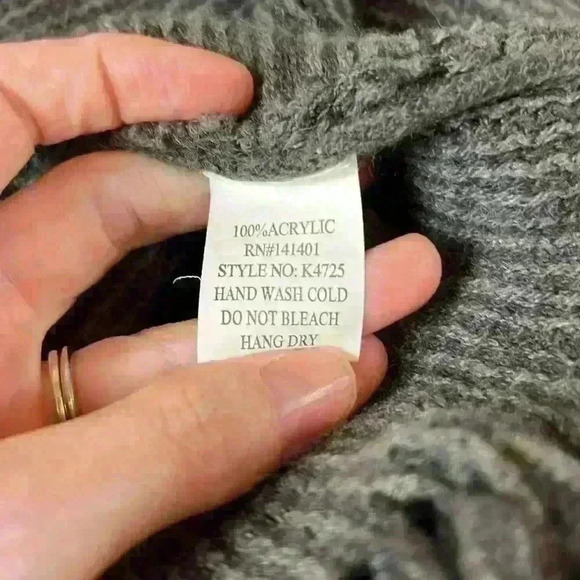 100%ACRYLIC
RN#141401
STYLE NO: K4725
HAND WASH COLD
DO NOT BLEACH
HANG DRY